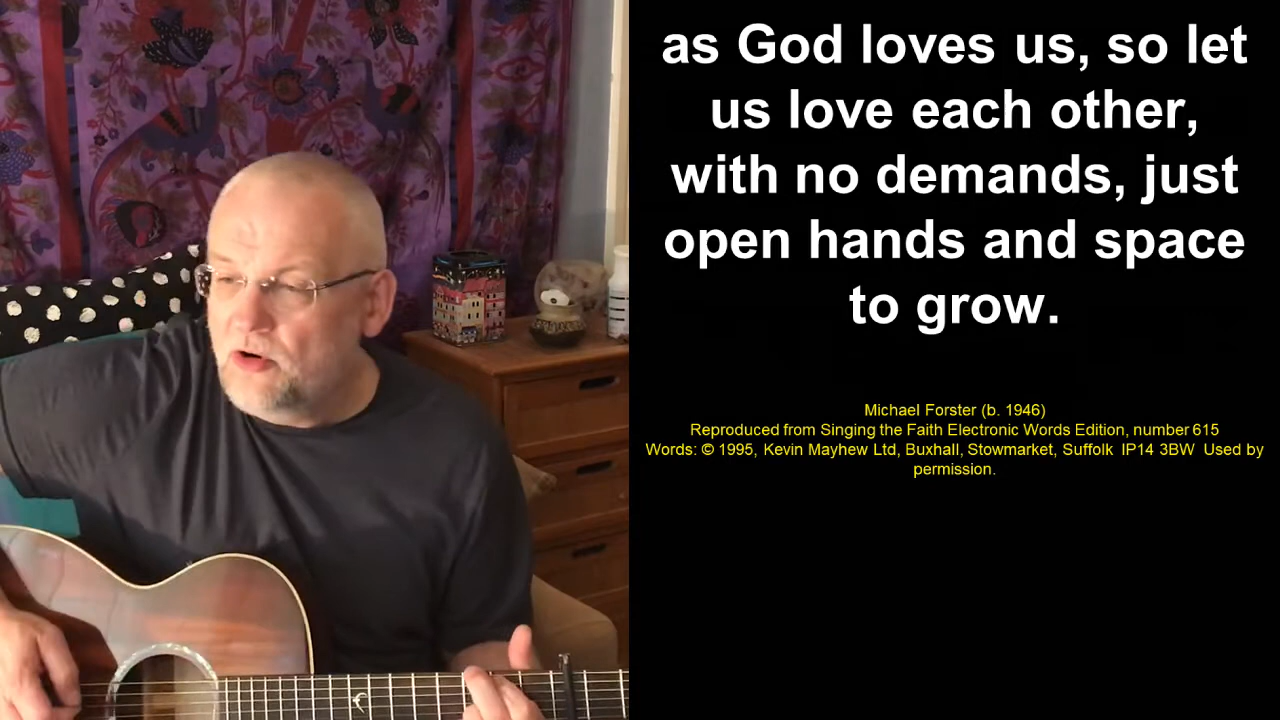 as God loves us, so let
us love each other,
with no demands, just
open hands and space
to grow.
Michael Forster (b. 1946)
Reproduced from Singing the Faith Electronic Words Edition, number 615
Words: © 1995, Kevin Mayhew Ltd, Buxhall, Stowmarket, Suffolk IP14 3BW Used by
permission.